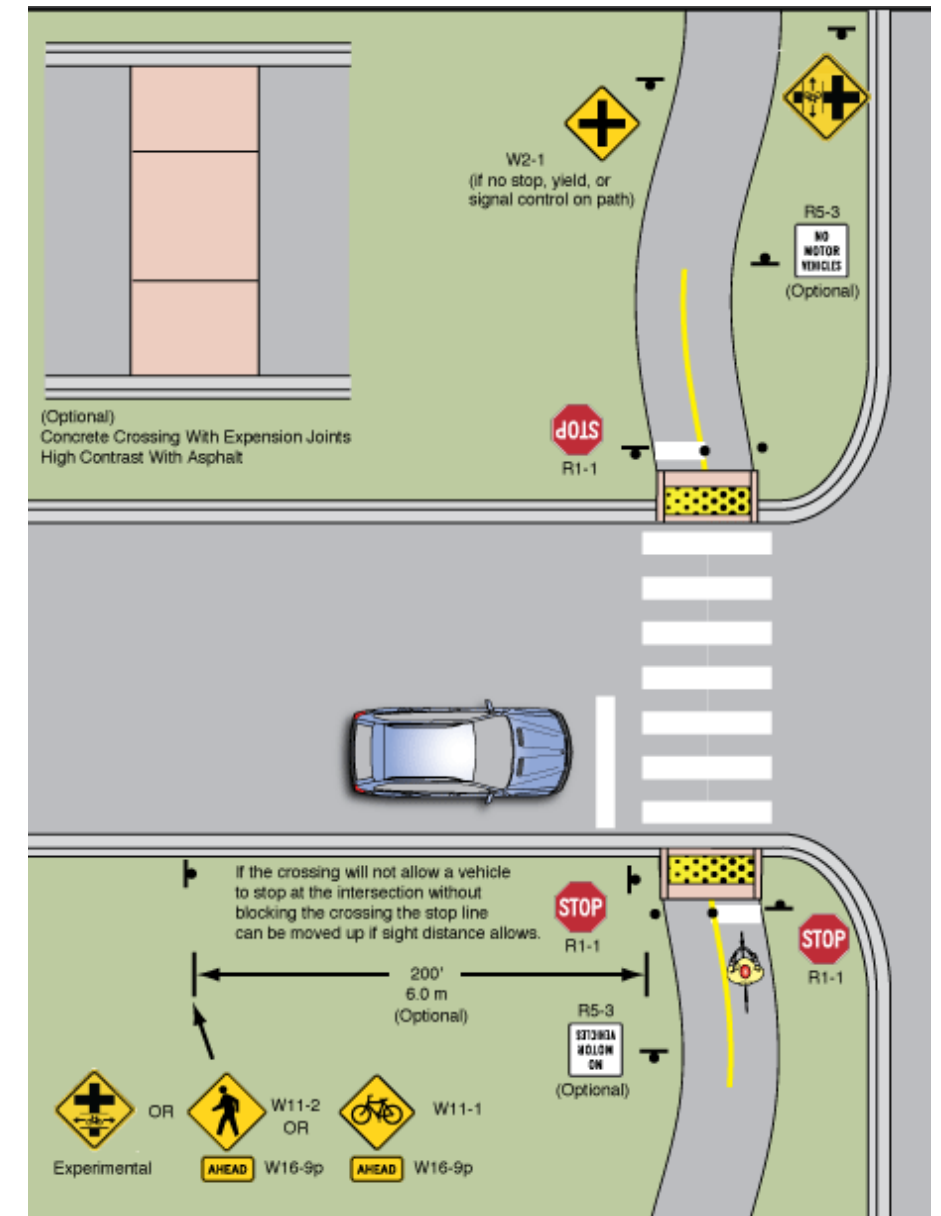 W2-1
(if no stop, yield, or
signal control on path)
R5-3
NO
MOTOR
VEHICLES
(Optional)
(Optional)
Concrete Crossing With Expension Joints
High Contrast With Asphalt
STOP
R1-1
If the crossing will not allow a vehicle
to stop at the intersection without
blocking the crossing the stop line
can be moved up if sight distance allows.
STOP
R1-1
STOP
R1-1
200'
6.0 m
(Optional)
R5-3
NO
MOTOR
VEHICLES
(Optional)
Experimental
OR
W11-2
OR
W11-1
AHEAD
W16-9p
AHEAD
W16-9p